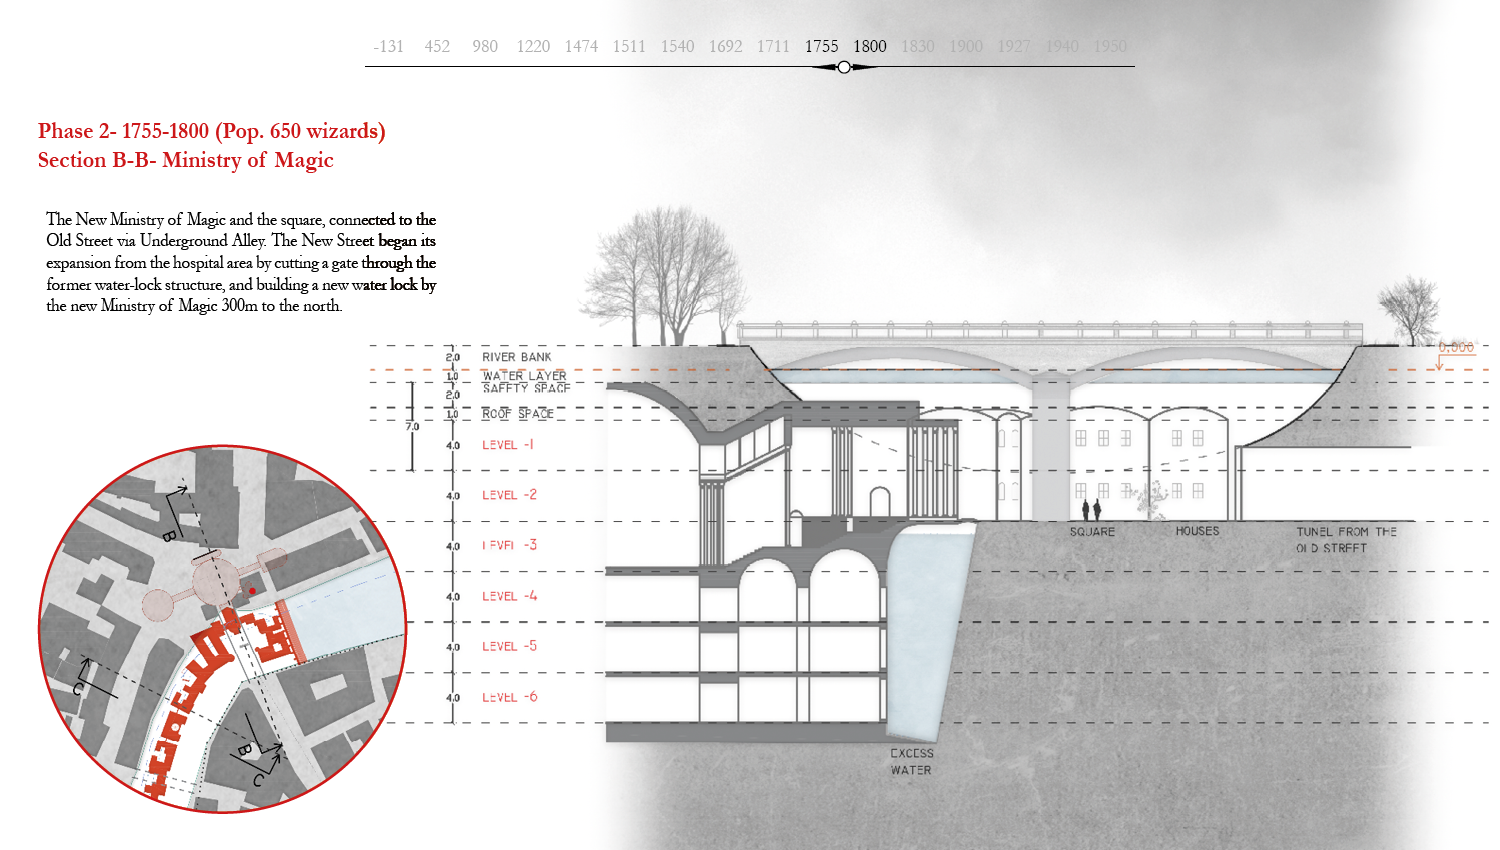 -131 452 980 1220 1474 1511 1540 1692 1711 1755 1800 1830 1900 1927 1940 1950
Phase 2- 1755-1800 (Pop. 650 wizards)
Section B-B- Ministry of Magic
The New Ministry of Magic and the square, connected to the
Old Street via Underground Alley. The New Street began its
expansion from the hospital area by cutting a gate through the
former water-lock structure, and building a new water lock by
the new Ministry of Magic 300m to the north.
0,000
2.0 RIVER BANK
1.0 WATER LAYER
2.0 SAFETY SPACE
1.0 ROOF SPACE
7.0
4.0 LEVEL -1
4.0 LEVEL -2
4.0 LEVEL -3
4.0 LEVEL -4
4.0 LEVEL -5
4.0 LEVEL -6
SQUARE
HOUSES
TUNEL FROM THE
OLD STREET
EXCESS
WATER
B
C
B
C